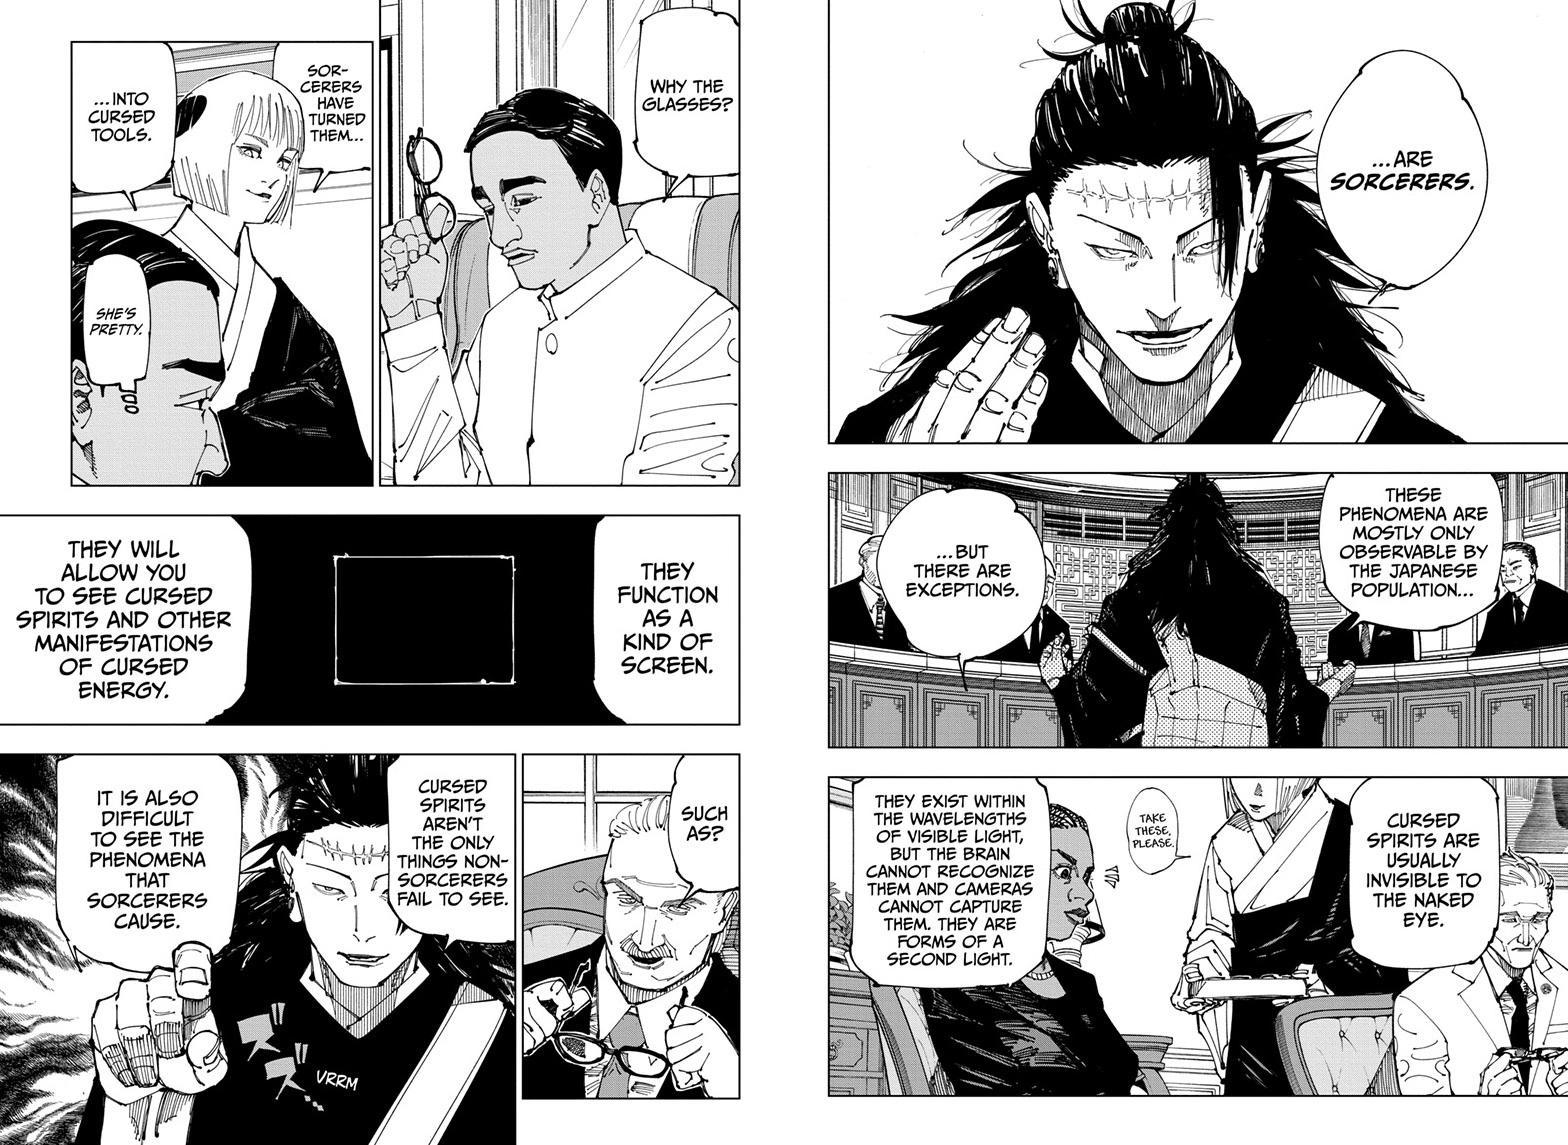 ...ARE
SORCERERS.
THESE
PHENOMENA ARE
MOSTLY ONLY
OBSERVABLE BY
THE JAPANESE
POPULATION...
...BUT
THERE ARE
EXCEPTIONS.
CURSED
SPIRITS ARE
USUALLY
INVISIBLE TO
THE NAKED
EYE.
TAKE
THESE,
PLEASE.
THEY EXIST WITHIN
THE WAVELENGTHS
OF VISIBLE LIGHT,
BUT THE BRAIN
CANNOT RECOGNIZE
THEM AND CAMERAS
CANNOT CAPTURE
THEM. THEY ARE
FORMS OF A
SECOND LIGHT.
WHY THE
GLASSES?
SOR-
CERERS
HAVE
TURNED
THEM...
...INTO
CURSED
TOOLS.
SHE'S
PRETTY.
THEY
FUNCTION
AS A
KIND OF
SCREEN.
THEY WILL
ALLOW YOU
TO SEE CURSED
SPIRITS AND OTHER
MANIFESTATIONS
OF CURSED
ENERGY.
SUCH
AS?
CURSED
SPIRITS
AREN'T
THE ONLY
THINGS NON-
SORCERERS
FAIL TO SEE.
IT IS ALSO
DIFFICULT
TO SEE THE
PHENOMENA
THAT
SORCERERS
CAUSE.
ズズ...
VRRM